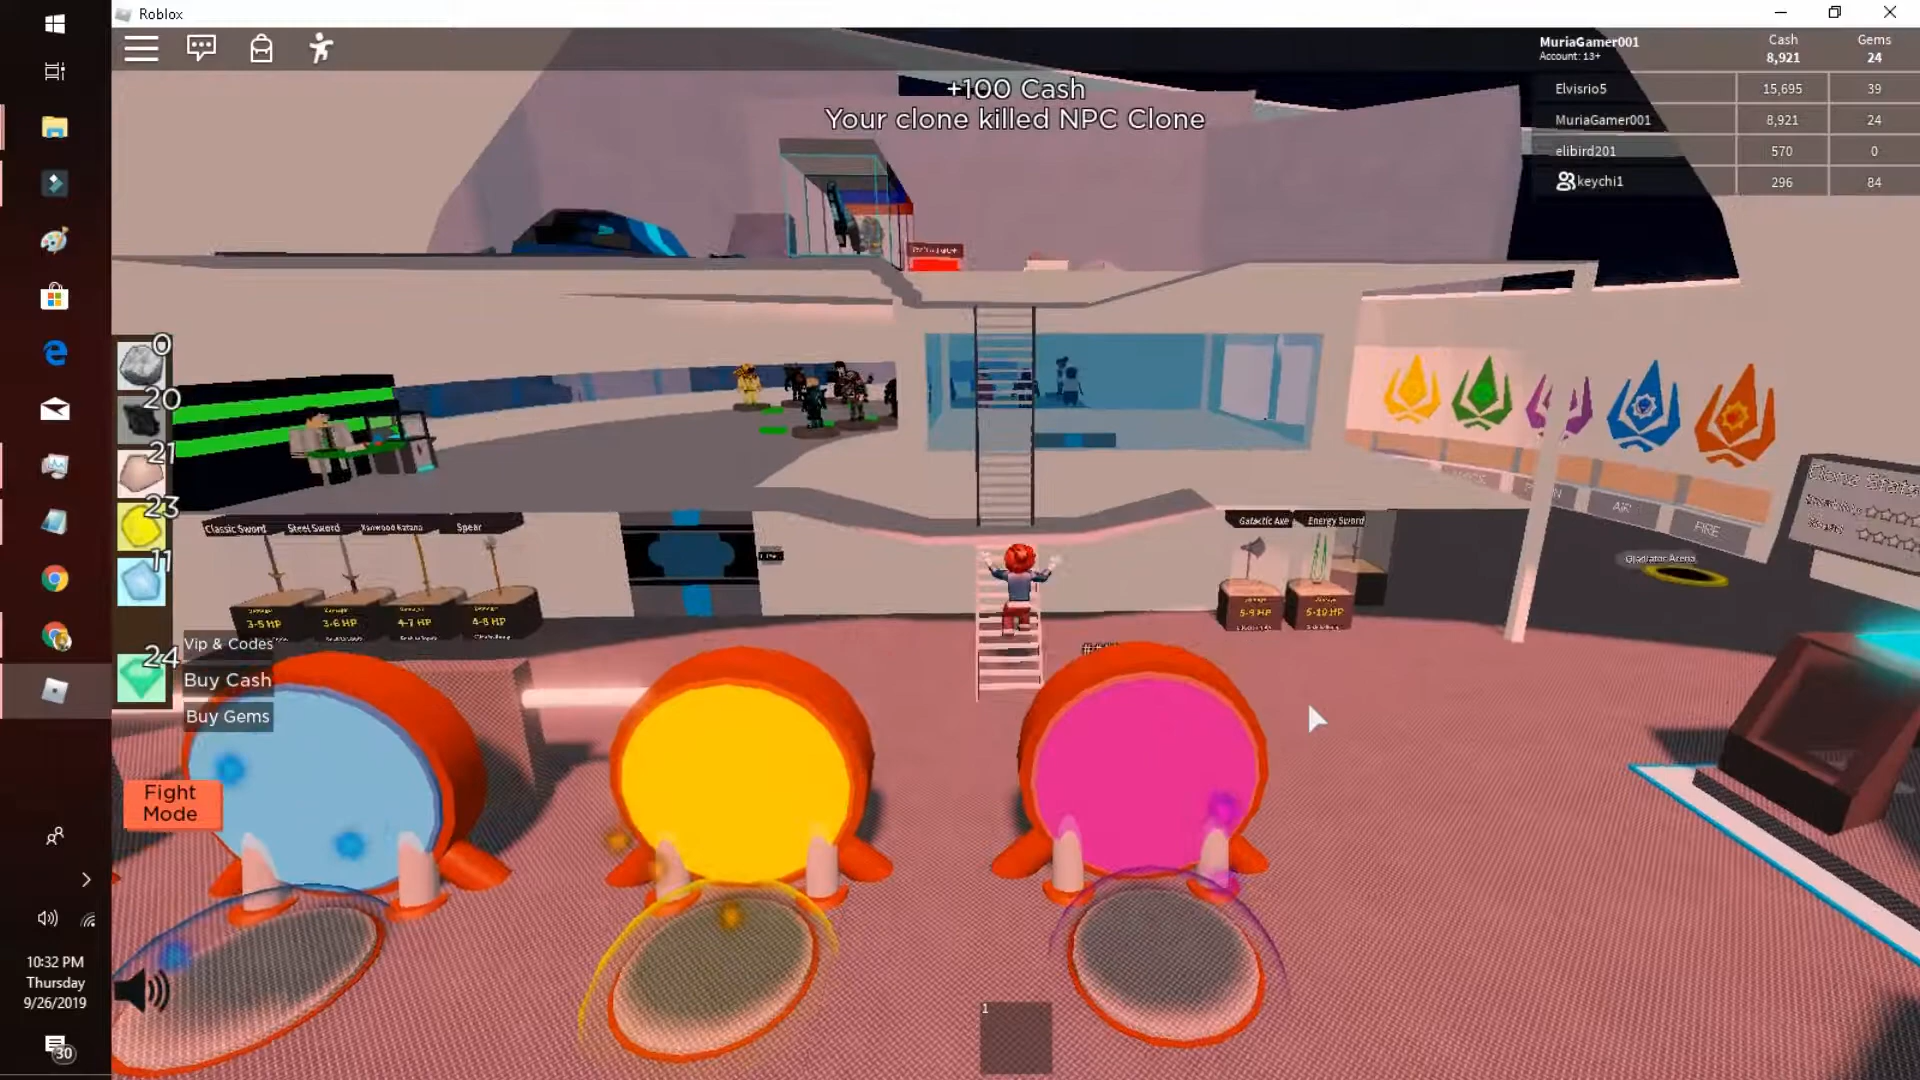 Roblox
MuriaGamer001
Account: 13+
Cash
8,921
Gems
24
Elvisrio5 15,695 39
MuriaGamer001 8,921 24
elibird201 570 0
keychi1 296 84
+100 Cash
Your clone killed NPC Clone
0
20
21
23
11
24
Classic Sword Steel Sword Spear
3-5 HP 3-6 HP 4-7 HP 4-8 HP
Galactic Axe Energy Sword
5-9 HP 5-10 HP
AIR
FIRE
Gladiator Arena
Clone Stats
Vip & Codes
Buy Cash
Buy Gems
Fight
Mode
1
10:32 PM
Thursday
9/26/2019
30